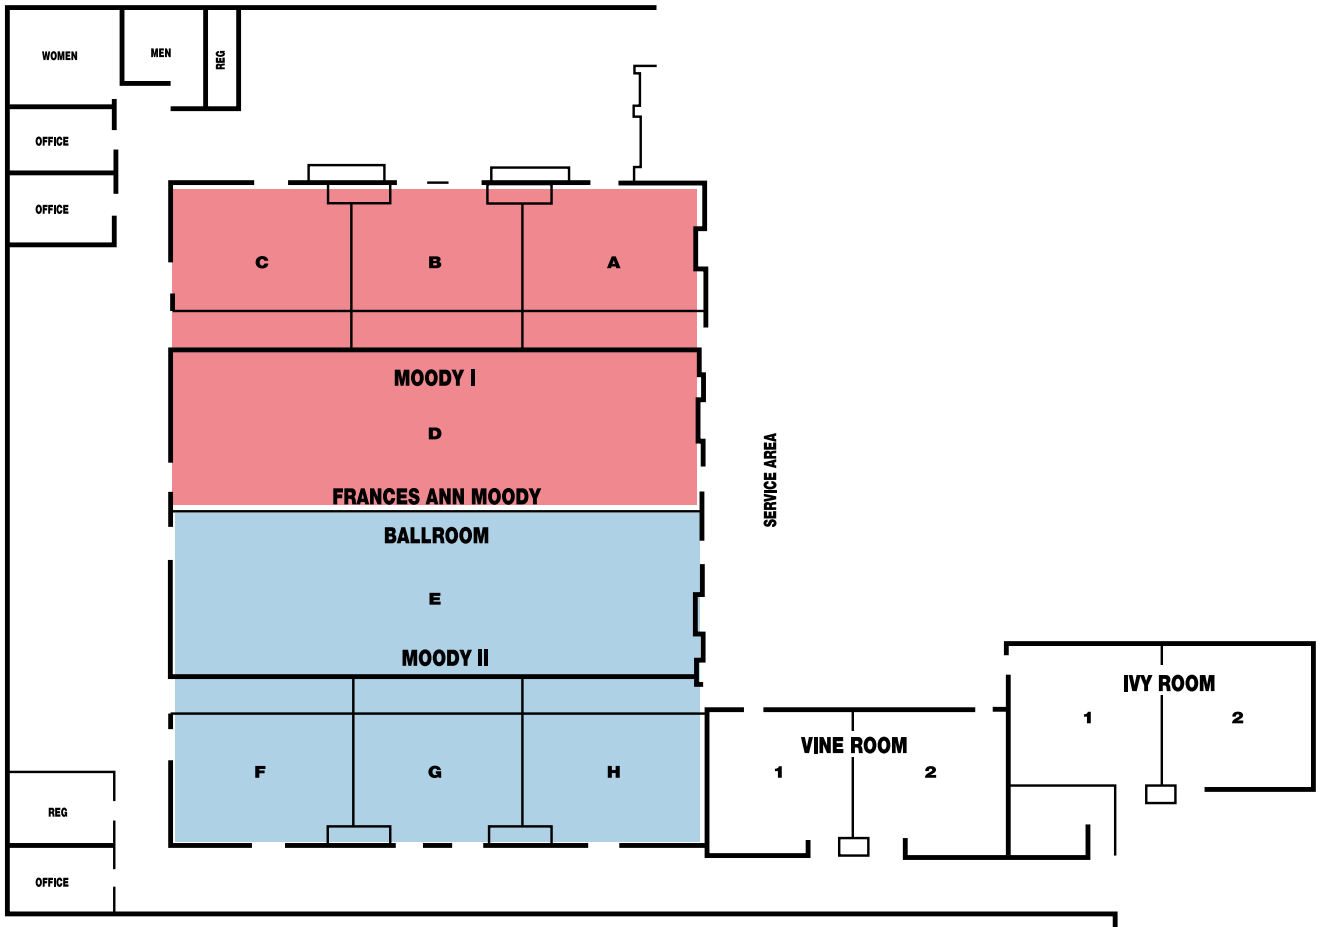 WOMEN
MEN
REG
OFFICE
OFFICE
C
B
A
MOODY I
D
FRANCES ANN MOODY
BALLROOM
E
MOODY II
F
G
H
SERVICE AREA
VINE ROOM
1
2
IVY ROOM
1
2
REG
OFFICE